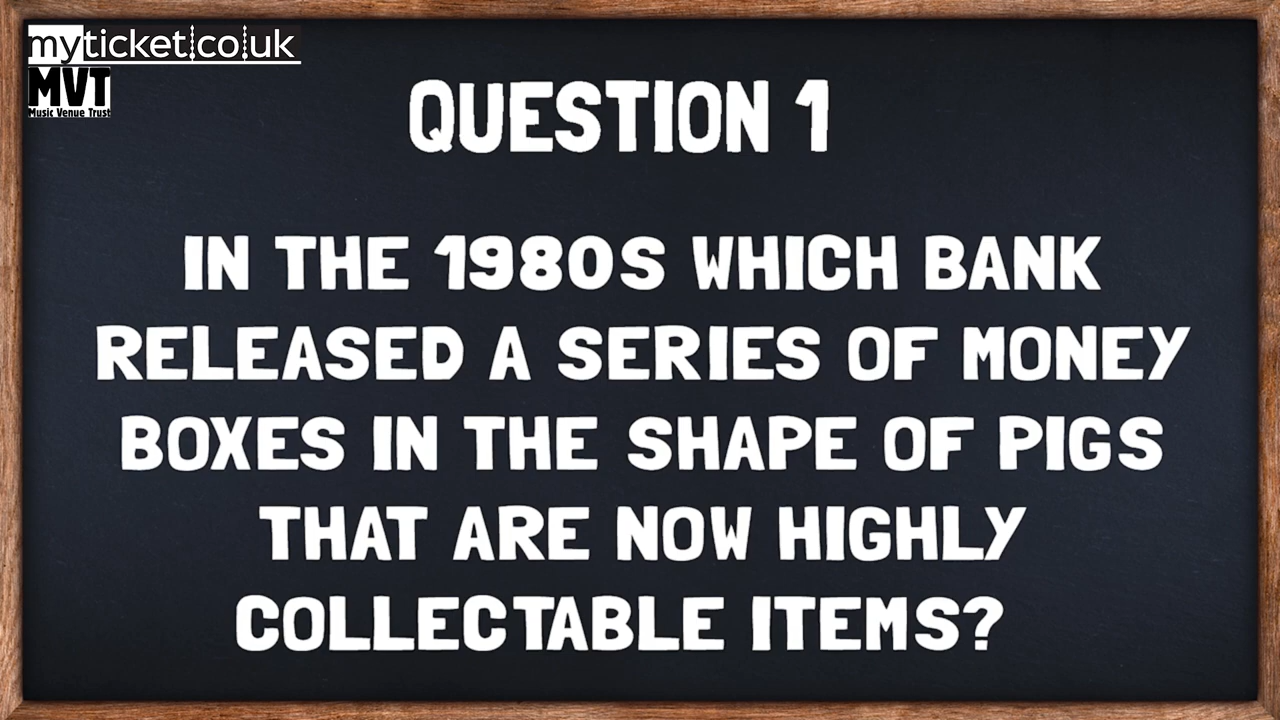 myticket.co.uk
MVT
Music Venue Trust
QUESTION 1
IN THE 1980S WHICH BANK
RELEASED A SERIES OF MONEY
BOXES IN THE SHAPE OF PIGS
THAT ARE NOW HIGHLY
COLLECTABLE ITEMS?